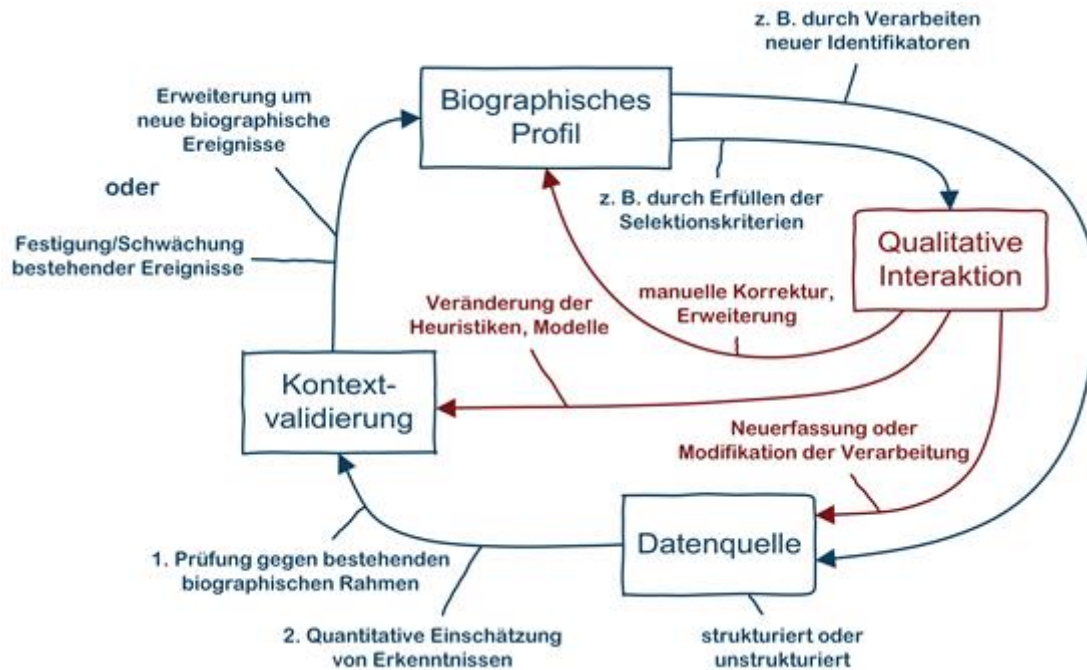 z. B. durch Verarbeiten
neuer Identifikatoren
Biographisches
Profil
Erweiterung um
neue biographische
Ereignisse
oder
Festigung/Schwächung
bestehender Ereignisse
z. B. durch Erfüllen der
Selektionskriterien
Qualitative
Interaktion
Veränderung der
Heuristiken, Modelle
manuelle Korrektur,
Erweiterung
Kontext-
validierung
Neuerfassung oder
Modifikation der Verarbeitung
Datenquelle
1. Prüfung gegen bestehenden
biographischen Rahmen
2. Quantitative Einschätzung
von Erkenntnissen
strukturiert oder
unstrukturiert